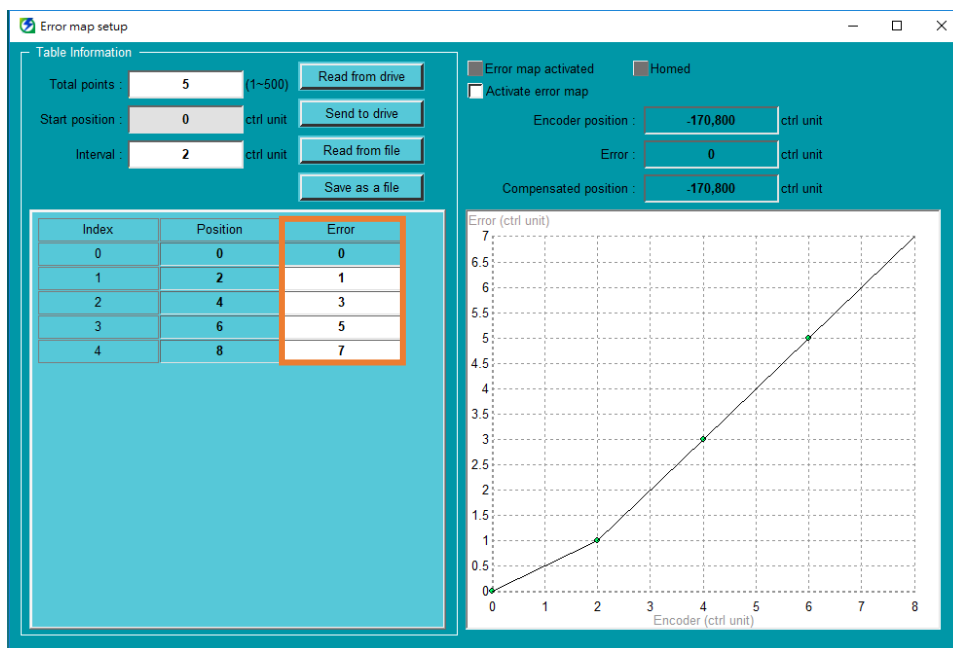 Error map setup
Table Information
Total points : 5 (1~500) Read from drive
Start position : 0 ctrl unit Send to drive
Interval : 2 ctrl unit Read from file
Save as a file
Index Position Error
0 0 0
1 2 1
2 4 3
3 6 5
4 8 7
Error map activated Homed
Activate error map
Encoder position : -170,800 ctrl unit
Error : 0 ctrl unit
Compensated position : -170,800 ctrl unit
Error (ctrl unit)
7
6.5
6
5.5
5
4.5
4
3.5
3
2.5
2
1.5
1
0.5
0
0 1 2 3 4 5 6 7 8
Encoder (ctrl unit)